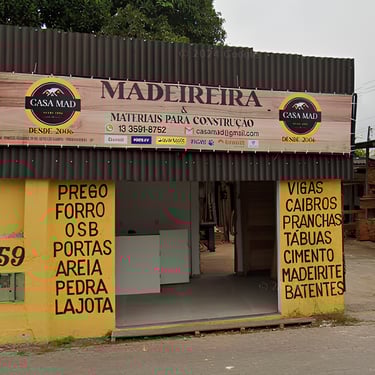 CASA MAD
DESDE 2006
MADEIREIRA
&
MATERIAIS PARA CONSTRUÇÃO
13 3591-8752
casamad@gmail.com
CASA MAD
DESDE 2006
PREGO
FORRO
OSB
PORTAS
AREIA
PEDRA
LAJOTA
59
VIGAS
CAIBROS
PRANCHAS
TÁBUAS
CIMENTO
MADEIRITE
BATENTES